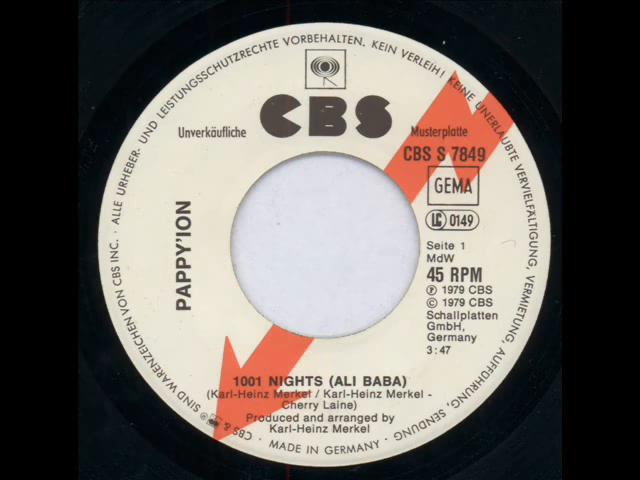 ALLE URHEBER- UND LEISTUNGSSCHUTZRECHTE VORBEHALTEN. KEIN VERLEIH! KEINE UNERLAUBTE VERVIELFÄLTIGUNG, VERMIETUNG, AUFFÜHRUNG, SENDUNG
CBS
Unverkäufliche Musterplatte
CBS S 7849
GEMA
LC 0149
Seite 1
MdW
45 RPM
℗ 1979 CBS
© 1979 CBS
Schallplatten
GmbH,
Germany
3:47
PAPPY'ION
1001 NIGHTS (ALI BABA)
(Karl-Heinz Merkel / Karl-Heinz Merkel -
Cherry Laine)
Produced and arranged by
Karl-Heinz Merkel
CBS & SIND WARENZEICHEN VON CBS INC. · MADE IN GERMANY ·